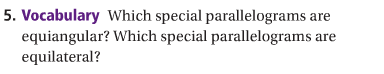 5. Vocabulary Which special parallelograms are
equiangular? Which special parallelograms are
equilateral?